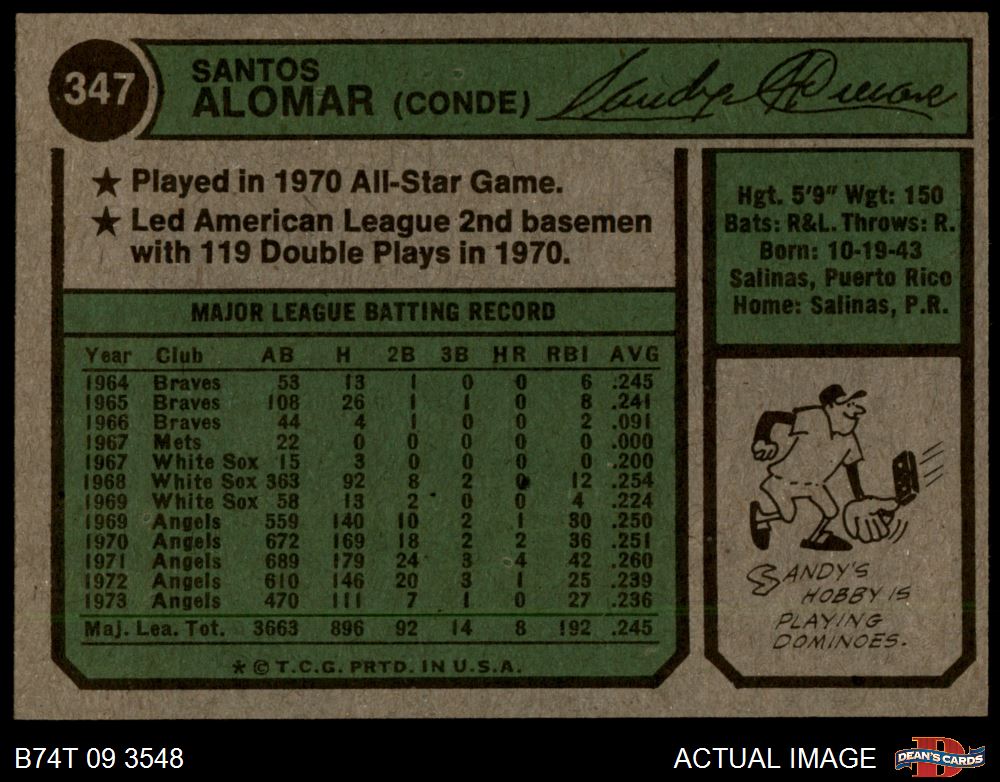 347
SANTOS
ALOMAR (CONDE) Sandy Alomar
★ Played in 1970 All-Star Game.
★ Led American League 2nd basemen
with 119 Double Plays in 1970.
MAJOR LEAGUE BATTING RECORD
Year Club AB H 2B 3B HR RBI AVG
1964 Braves 53 13 1 0 0 6 .245
1965 Braves 108 26 1 1 0 8 .241
1966 Braves 44 4 1 0 0 2 .091
1967 Mets 22 0 0 0 0 0 .000
1967 White Sox 15 3 0 0 0 0 .200
1968 White Sox 363 92 8 2 0 12 .254
1969 White Sox 58 13 2 0 0 4 .224
1969 Angels 559 140 10 2 1 30 .250
1970 Angels 672 169 18 2 2 36 .251
1971 Angels 689 179 24 3 4 42 .260
1972 Angels 610 146 20 3 1 25 .239
1973 Angels 470 111 7 1 0 27 .236
Maj. Lea. Tot. 3663 896 92 14 8 192 .245
* © T.C.G. PRTD. IN U.S.A.
Hgt. 5'9" Wgt: 150
Bats: R&L. Throws: R.
Born: 10-19-43
Salinas, Puerto Rico
Home: Salinas, P.R.
SANDY'S
HOBBY IS
PLAYING
DOMINOES.
B74T 09 3548
ACTUAL IMAGE
D
DEAN'S CARDS